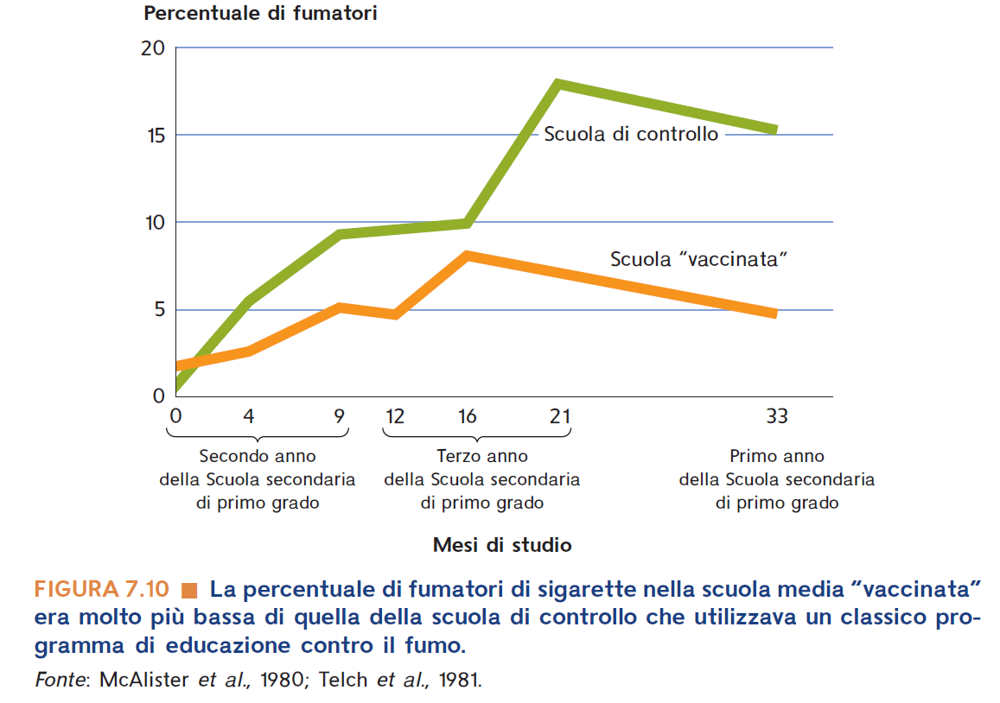 Percentuale di fumatori
20
15
10
5
0
Scuola di controllo
Scuola “vaccinata”
0 4 9 12 16 21 33
Secondo anno
della Scuola secondaria
di primo grado
Terzo anno
della Scuola secondaria
di primo grado
Primo anno
della Scuola secondaria
di primo grado
Mesi di studio
FIGURA 7.10 ■ La percentuale di fumatori di sigarette nella scuola media “vaccinata”
era molto più bassa di quella della scuola di controllo che utilizzava un classico pro-
gramma di educazione contro il fumo.
Fonte: McAlister et al., 1980; Telch et al., 1981.